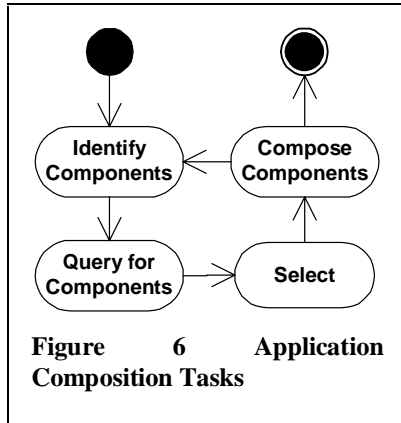 Identify
Components
Compose
Components
Query for
Components
Select
Figure 6 Application
Composition Tasks